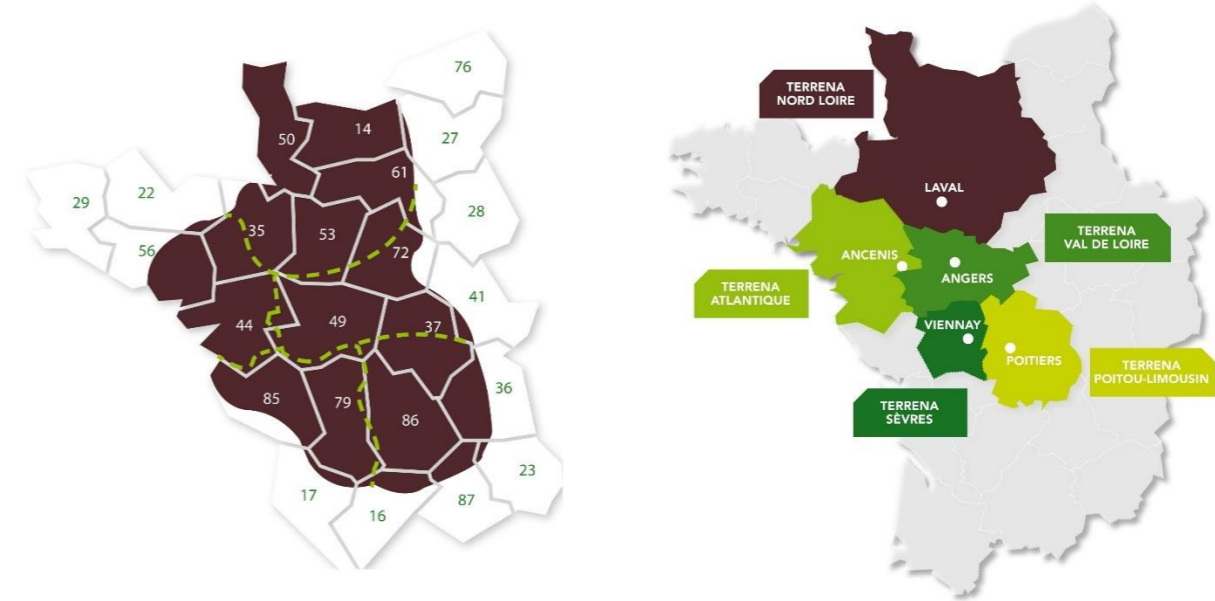 76
14
50
27
61
22
29
28
35
53
56
72
41
44
49
37
36
85
79
86
23
17
87
16
TERRENA
NORD LOIRE
LAVAL
TERRENA
VAL DE LOIRE
ANCENIS
ANGERS
TERRENA
ATLANTIQUE
VIENNAY
POITIERS
TERRENA
POITOU-LIMOUSIN
TERRENA
SÈVRES